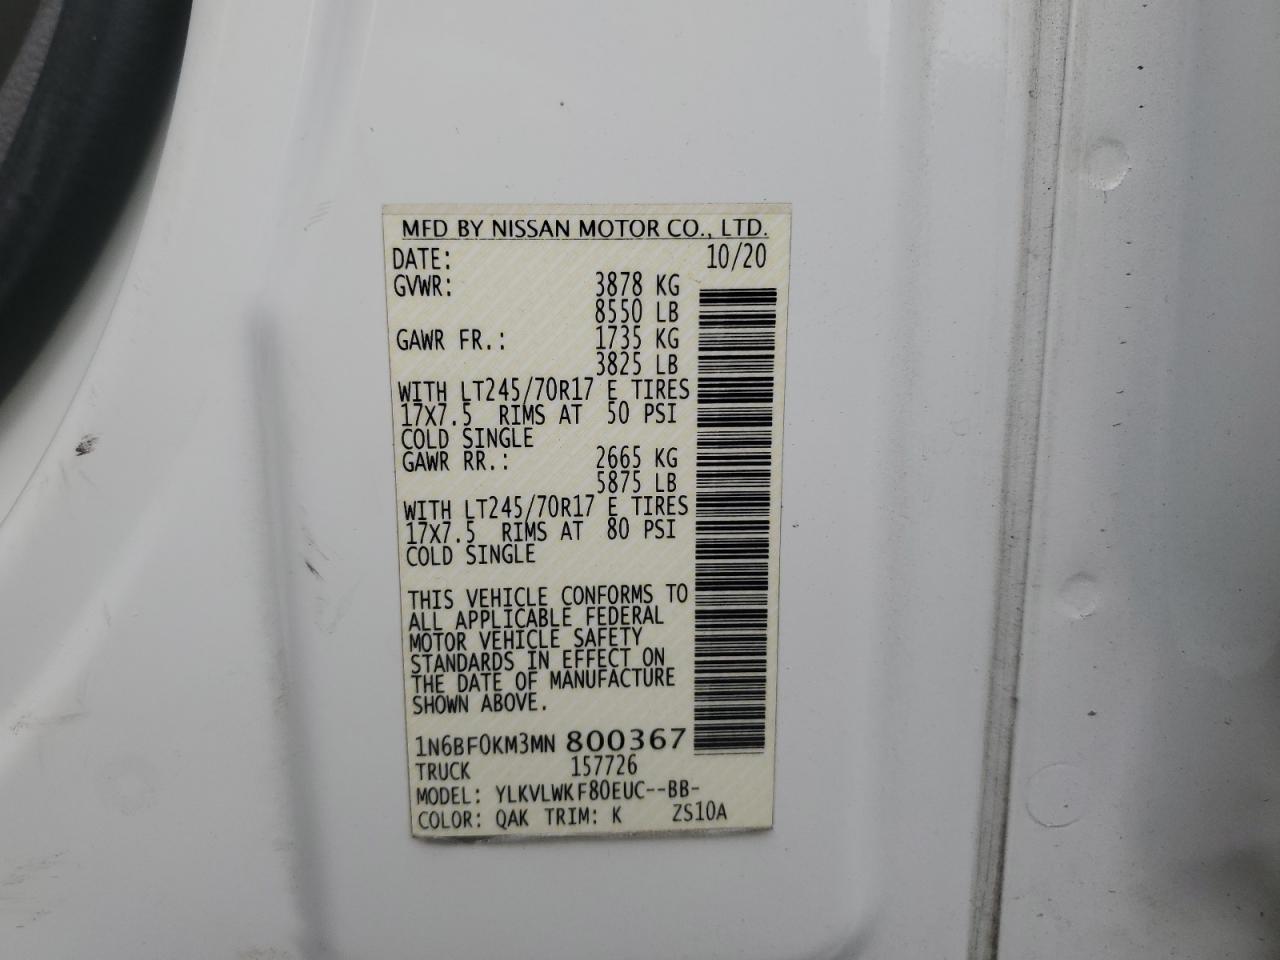 MFD BY NISSAN MOTOR CO., LTD.
DATE: 10/20
GVWR: 3878 KG
8550 LB
GAWR FR.: 1735 KG
3825 LB
WITH LT245/70R17 E TIRES
17X7.5 RIMS AT 50 PSI
COLD SINGLE
GAWR RR.: 2665 KG
5875 LB
WITH LT245/70R17 E TIRES
17X7.5 RIMS AT 80 PSI
COLD SINGLE
THIS VEHICLE CONFORMS TO
ALL APPLICABLE FEDERAL
MOTOR VEHICLE SAFETY
STANDARDS IN EFFECT ON
THE DATE OF MANUFACTURE
SHOWN ABOVE.
1N6BF0KM3MN 800367
TRUCK 157726
MODEL: YLKVLWKF80EUC--BB-
COLOR: QAK TRIM: K ZS10A